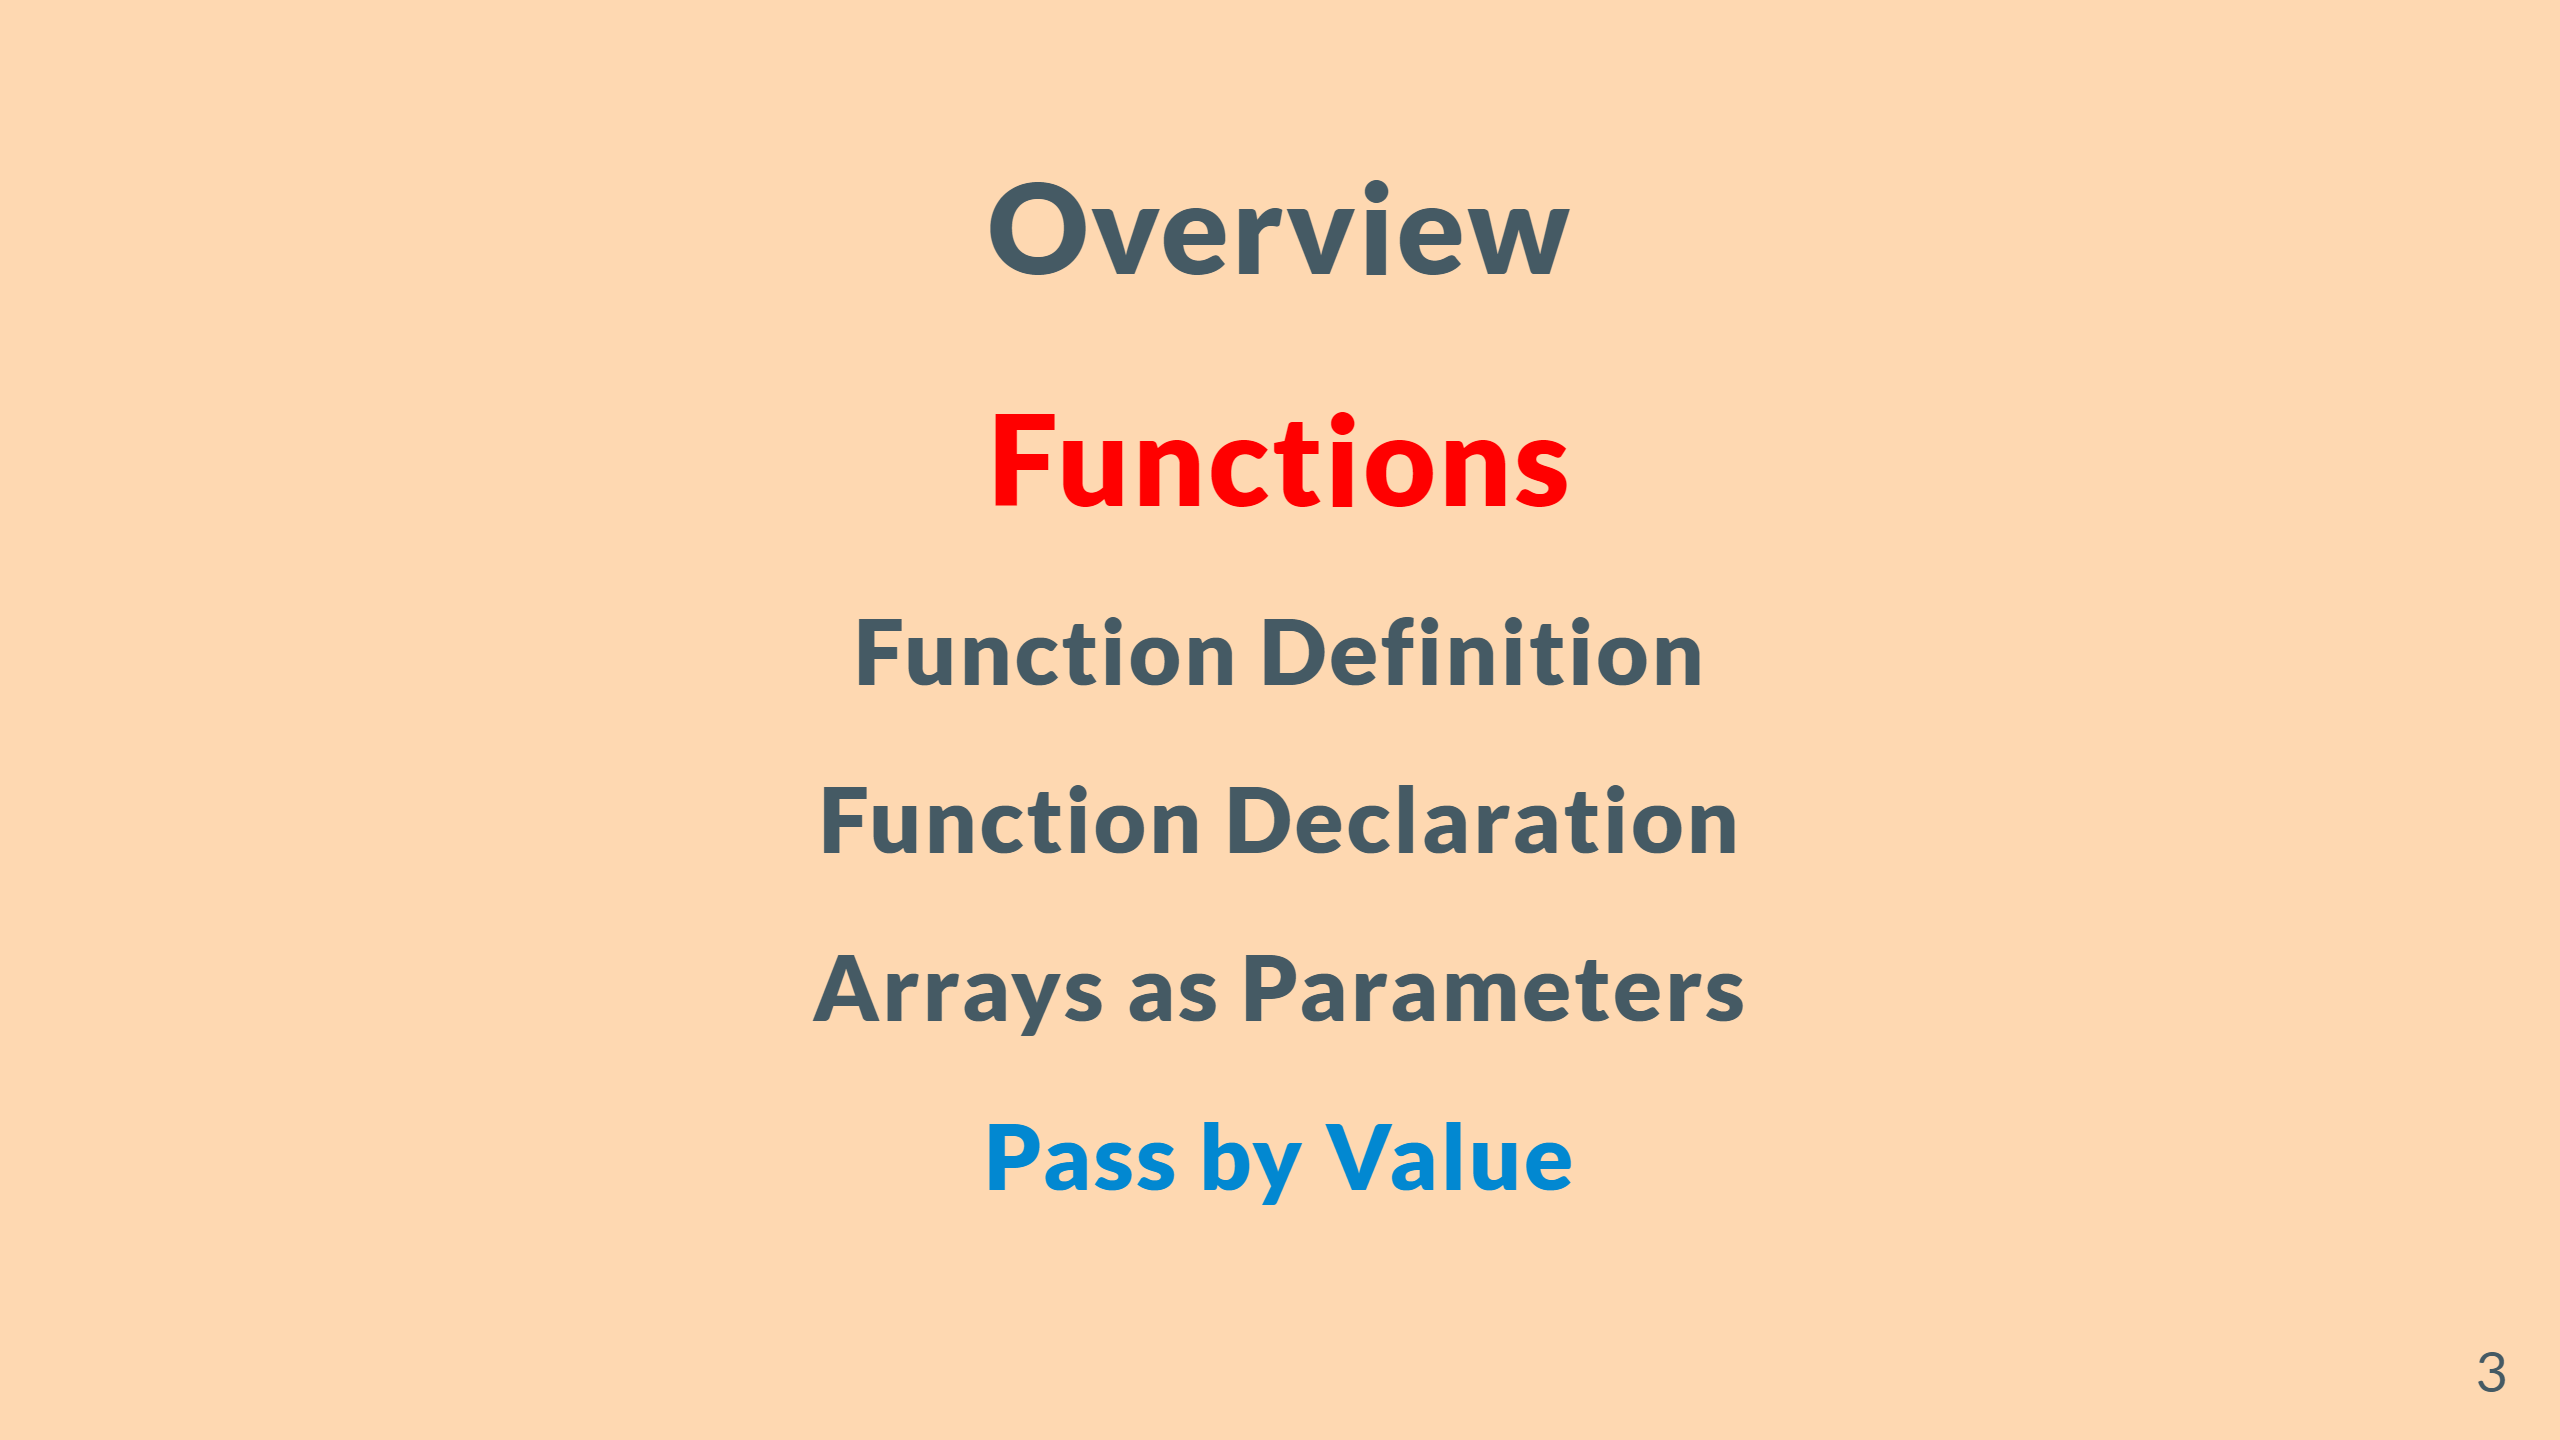 Overview
Functions
Function Definition
Function Declaration
Arrays as Parameters
Pass by Value
3